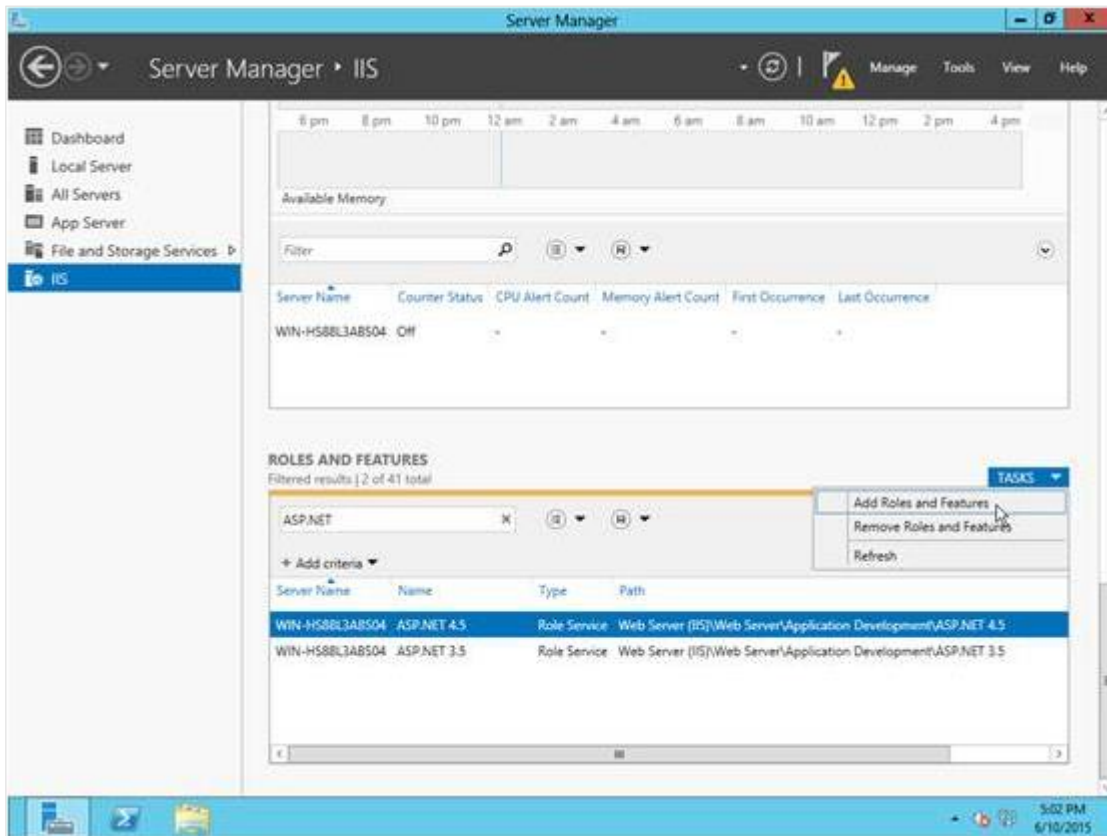 Server Manager
Server Manager ‣ IIS
Manage Tools View Help
Dashboard
Local Server
All Servers
App Server
File and Storage Services
IIS
6 pm 8 pm 10 pm 12 am 2 am 4 am 6 am 8 am 10 am 12 pm 2 pm 4 pm
Available Memory
Filter
Server Name Counter Status CPU Alert Count Memory Alert Count First Occurrence Last Occurrence
WIN-HS88L3ABS04 Off - - - -
ROLES AND FEATURES
Filtered results | 2 of 41 total
TASKS
Add Roles and Features
Remove Roles and Features
Refresh
ASP.NET
+ Add criteria
Server Name Name Type Path
WIN-HS88L3ABS04 ASP.NET 4.5 Role Service Web Server (IIS)\Web Server\Application Development\ASP.NET 4.5
WIN-HS88L3ABS04 ASP.NET 3.5 Role Service Web Server (IIS)\Web Server\Application Development\ASP.NET 3.5
5:02 PM
6/10/2015